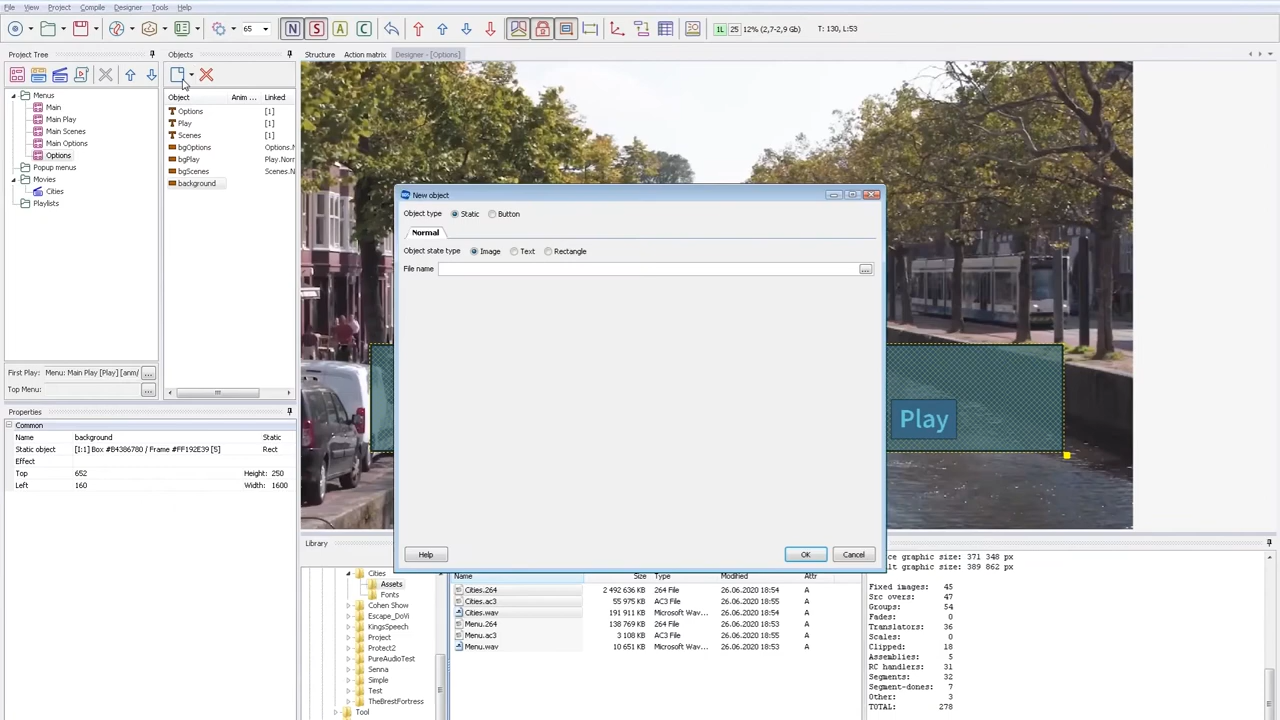 File View Project Compile Designer Tools Help
65 N S A C 1L 25 12% (2,7-2,9 Gb) T: 130, L:53
Project Tree Objects Structure Action matrix Designer - [Options]
Object Anim ... Linked
Menus
Main
Main Play
Main Scenes
Main Options
Options
Popup menus
Movies
Cities
Playlists
Options [1]
Play [1]
Scenes [1]
bgOptions Options.N
bgPlay Play.Norr
bgScenes Scenes.N
background
First Play: Menu: Main Play [Play] [anm/ ...
Top Menu: ...
Properties
Common
Name background Static
Static object [I:1] Box #B4386780 / Frame #FF192E39 [5] Rect
Effect
Top 652 Height: 250
Left 160 Width: 1600
New object
Object type Static Button
Normal
Object state type Image Text Rectangle
File name ...
Help OK Cancel
Play
Library
Cities
Assets
Fonts
Cohen Show
Escape_DoVi
KingsSpeech
Project
Protect2
PureAudioTest
Senna
Simple
Test
TheBrestFortress
Tool
Name Size Type Modified Attr
Cities.264 2 492 636 KB 264 File 26.06.2020 18:54 A
Cities.ac3 55 975 KB AC3 File 26.06.2020 18:54 A
Cities.wav 191 911 KB Microsoft Wav... 26.06.2020 18:54 A
Menu.264 138 769 KB 264 File 26.06.2020 18:53 A
Menu.ac3 3 108 KB AC3 File 26.06.2020 18:53 A
Menu.wav 10 651 KB Microsoft Wav... 26.06.2020 18:53 A
ce graphic size: 371 348 px
lt graphic size: 389 862 px
Fixed images: 45
Src overs: 47
Groups: 54
Fades: 0
Translators: 36
Scales: 0
Clipped: 18
Assemblies: 5
RC handlers: 31
Segments: 32
Segment-dones: 7
Other: 3
TOTAL: 278